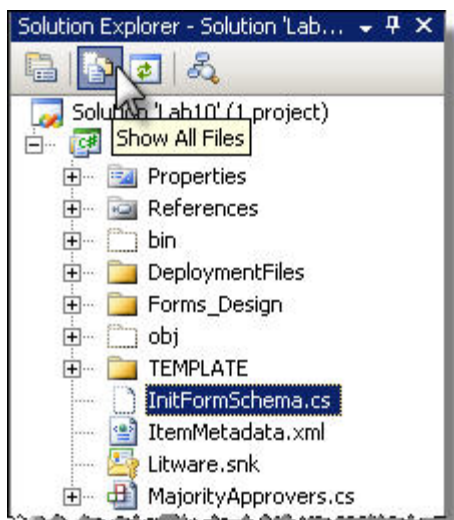 Solution Explorer - Solution 'Lab...
Solution 'Lab10' (1 project)
Show All Files
Properties
References
bin
DeploymentFiles
Forms_Design
obj
TEMPLATE
InitFormSchema.cs
ItemMetadata.xml
Litware.snk
MajorityApprovers.cs